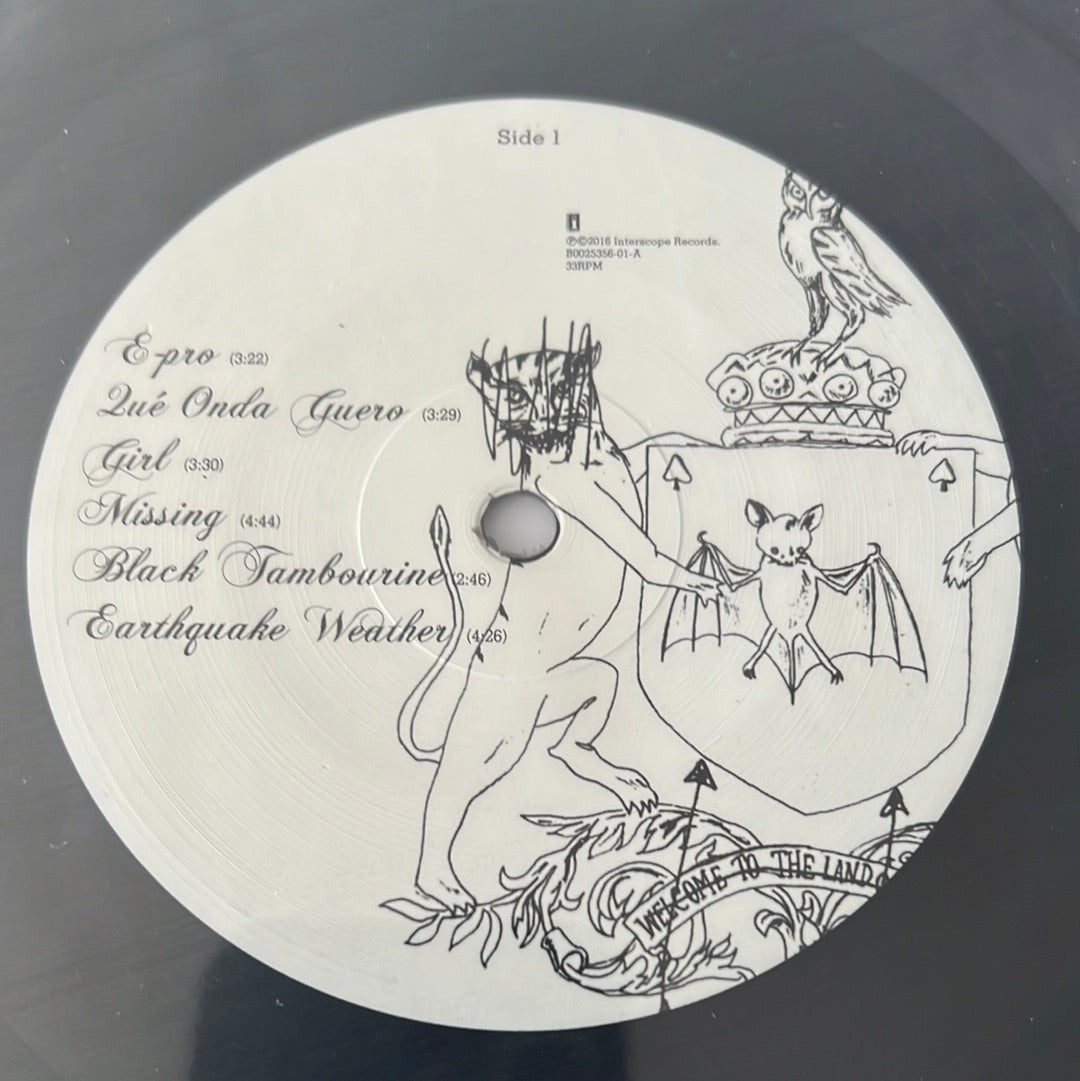 Side 1
i
℗©2016 Interscope Records.
B0025356-01-A
33RPM
E-pro (3:22)
Qué Onda Guero (3:29)
Girl (3:30)
Missing (4:44)
Black Tambourine (2:46)
Earthquake Weather (4:26)
WELCOME TO THE LAND